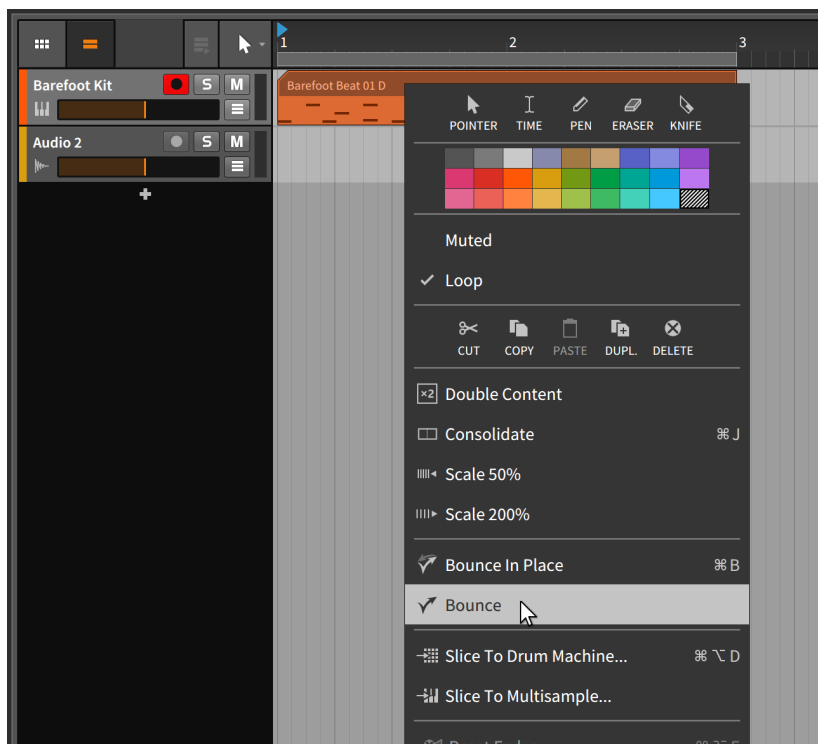 1 2 3
Barefoot Kit S M
Barefoot Beat 01 D
Audio 2 S M
POINTER TIME PEN ERASER KNIFE
Muted
Loop
CUT COPY PASTE DUPL. DELETE
×2 Double Content
Consolidate ⌘ J
Scale 50%
Scale 200%
Bounce In Place ⌘ B
Bounce
Slice To Drum Machine... ⌘ ⌥ D
Slice To Multisample...